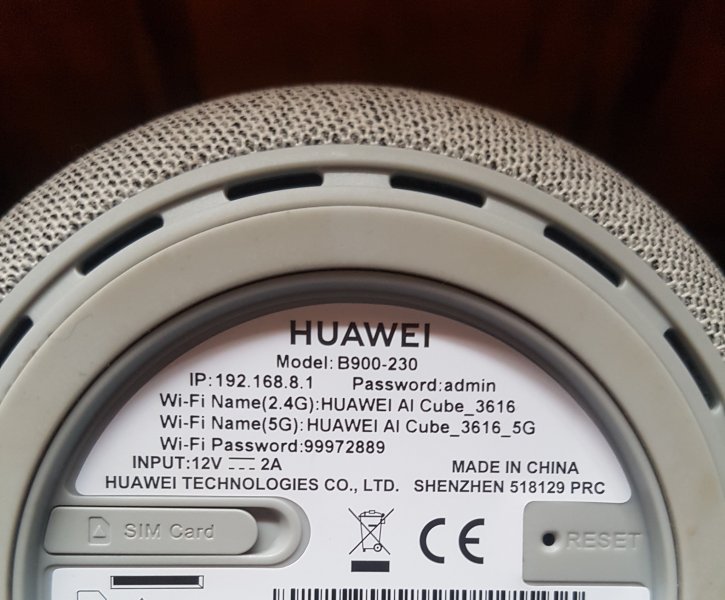 HUAWEI
Model:B900-230
IP:192.168.8.1 Password:admin
Wi-Fi Name(2.4G):HUAWEI AI Cube_3616
Wi-Fi Name(5G):HUAWEI AI Cube_3616_5G
Wi-Fi Password:99972889
INPUT:12V ⎓ 2A MADE IN CHINA
HUAWEI TECHNOLOGIES CO., LTD. SHENZHEN 518129 PRC
SIM Card CE RESET